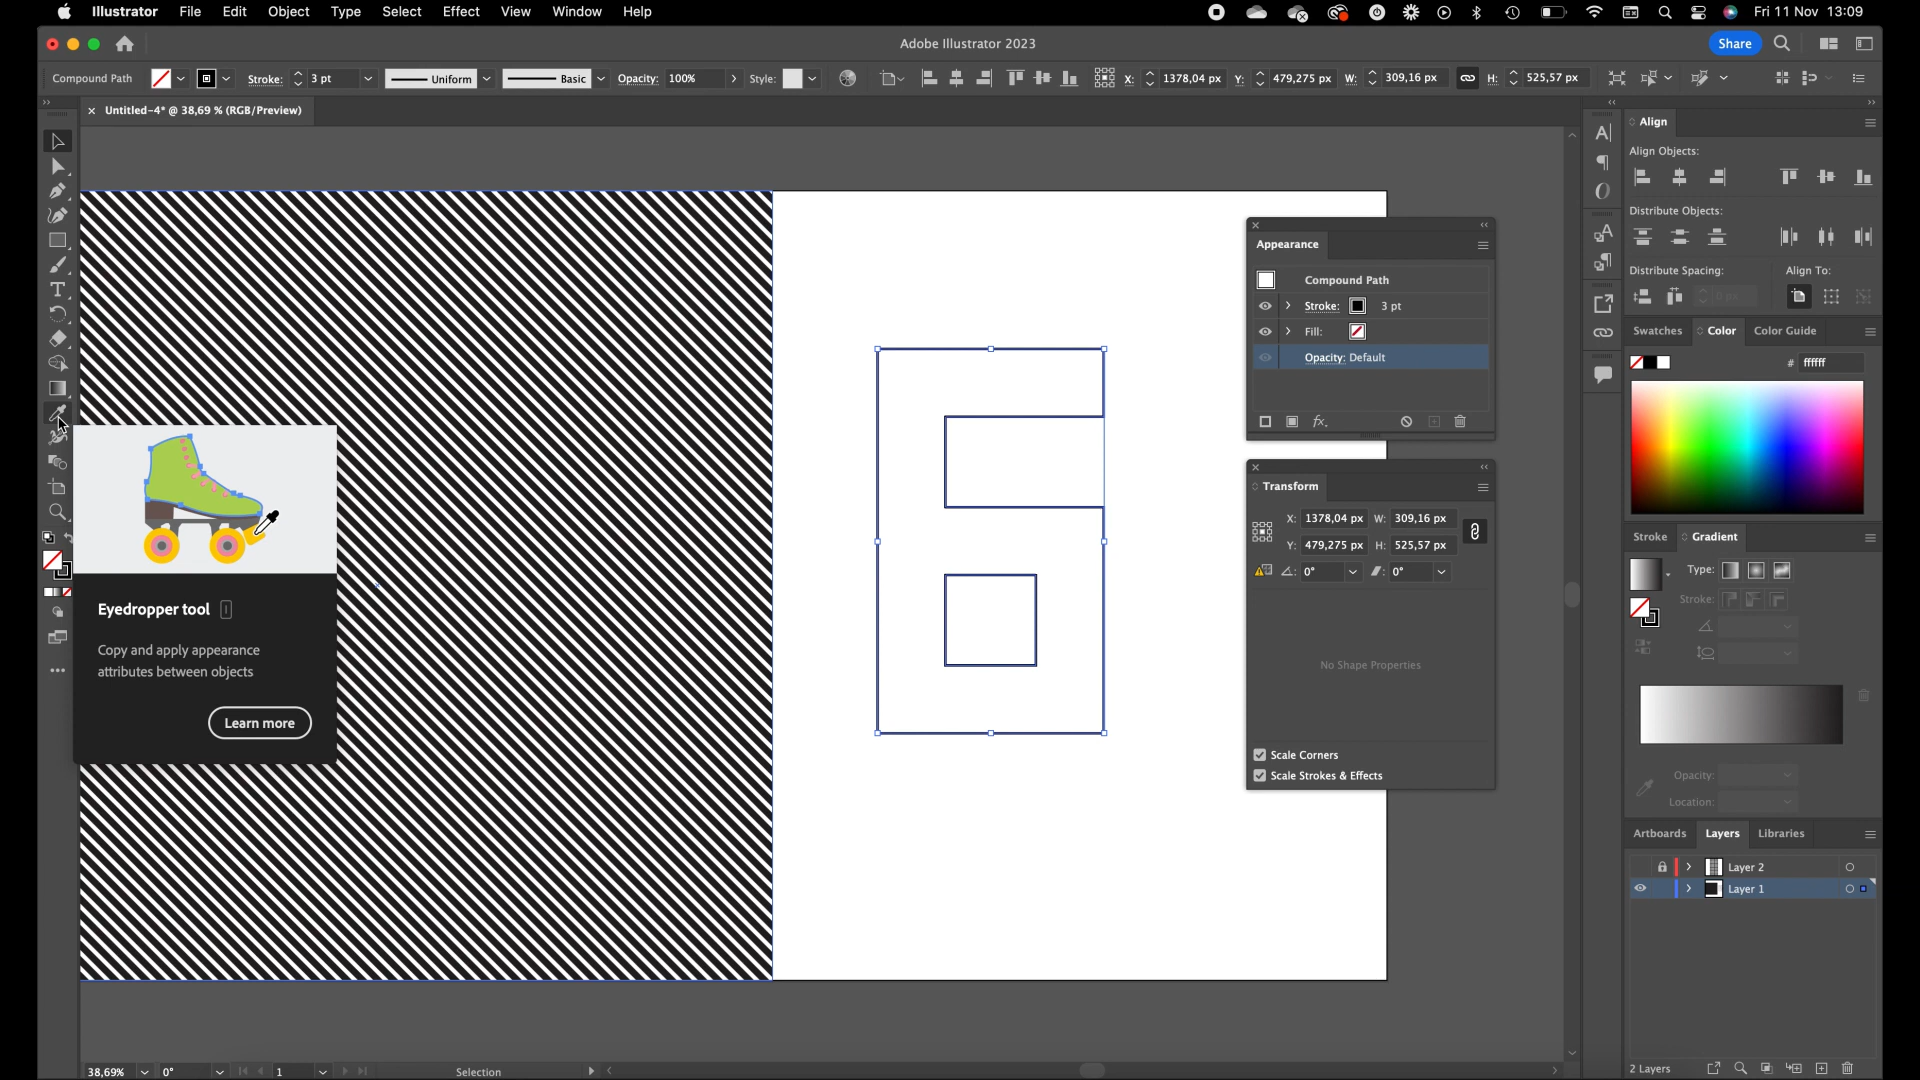 Illustrator File Edit Object Type Select Effect View Window Help Fri 11 Nov 13:09
Adobe Illustrator 2023 Share
Compound Path Stroke: 3 pt Uniform Basic Opacity: 100% Style: X: 1378,04 px Y: 479,275 px W: 309,16 px H: 525,57 px
× Untitled-4* @ 38,69 % (RGB/Preview)
Align
Align Objects:
Distribute Objects:
Distribute Spacing: Align To:
0 px
Swatches Color Color Guide
# ffffff
Appearance
Compound Path
Stroke: 3 pt
Fill:
Opacity: Default
fx.
Transform
X: 1378,04 px W: 309,16 px
Y: 479,275 px H: 525,57 px
0° 0°
No Shape Properties
Scale Corners
Scale Strokes & Effects
Stroke Gradient
Type:
Stroke:
Opacity:
Location:
Artboards Layers Libraries
Layer 2
Layer 1
2 Layers
Eyedropper tool I
Copy and apply appearance
attributes between objects
Learn more
38,69% 0° 1 Selection